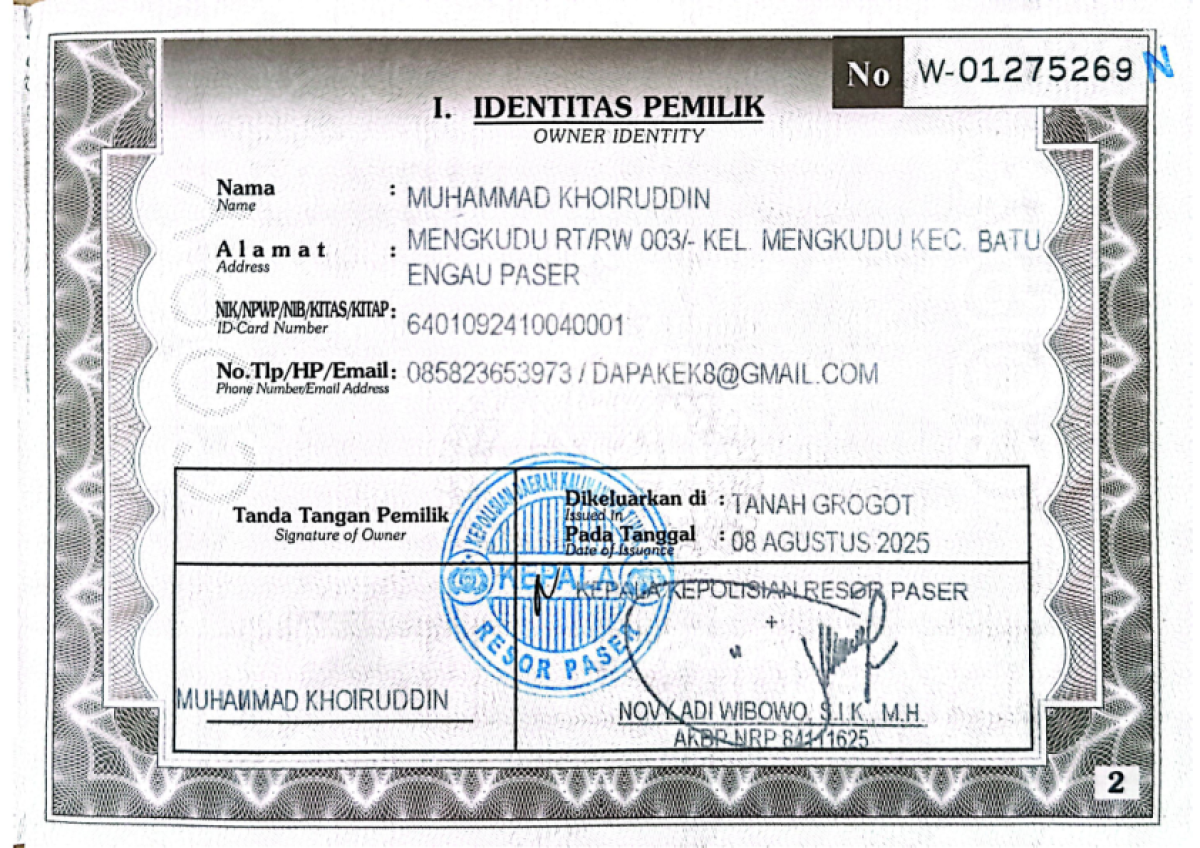 No W-01275269 N
I. IDENTITAS PEMILIK
OWNER IDENTITY
Nama : MUHAMMAD KHOIRUDDIN
Name
Alamat : MENGKUDU RT/RW 003/- KEL. MENGKUDU KEC. BATU
Address
ENGAU PASER
NIK/NPWP/NIB/KITAS/KITAP: 6401092410040001
ID-Card Number
No.Tlp/HP/Email: 085823653973 / DAPAKEK8@GMAIL.COM
Phone Number/Email Address
Tanda Tangan Pemilik
Signature of Owner
Dikeluarkan di : TANAH GROGOT
Issued In
Pada Tanggal : 08 AGUSTUS 2025
Date of Issuance
KEPOLISIAN DAERAH
KEPALA
RESOR PASER
KEPALA KEPOLISIAN RESOR PASER
MUHAMMAD KHOIRUDDIN
NOVY ADI WIBOWO, S.I.K., M.H.
AKBP NRP 84111625
2